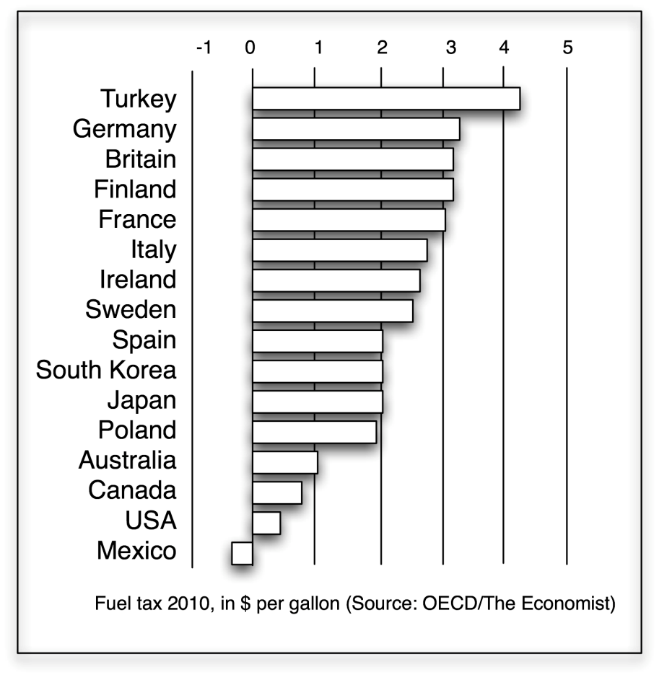 -1 0 1 2 3 4 5
Turkey
Germany
Britain
Finland
France
Italy
Ireland
Sweden
Spain
South Korea
Japan
Poland
Australia
Canada
USA
Mexico
Fuel tax 2010, in $ per gallon (Source: OECD/The Economist)